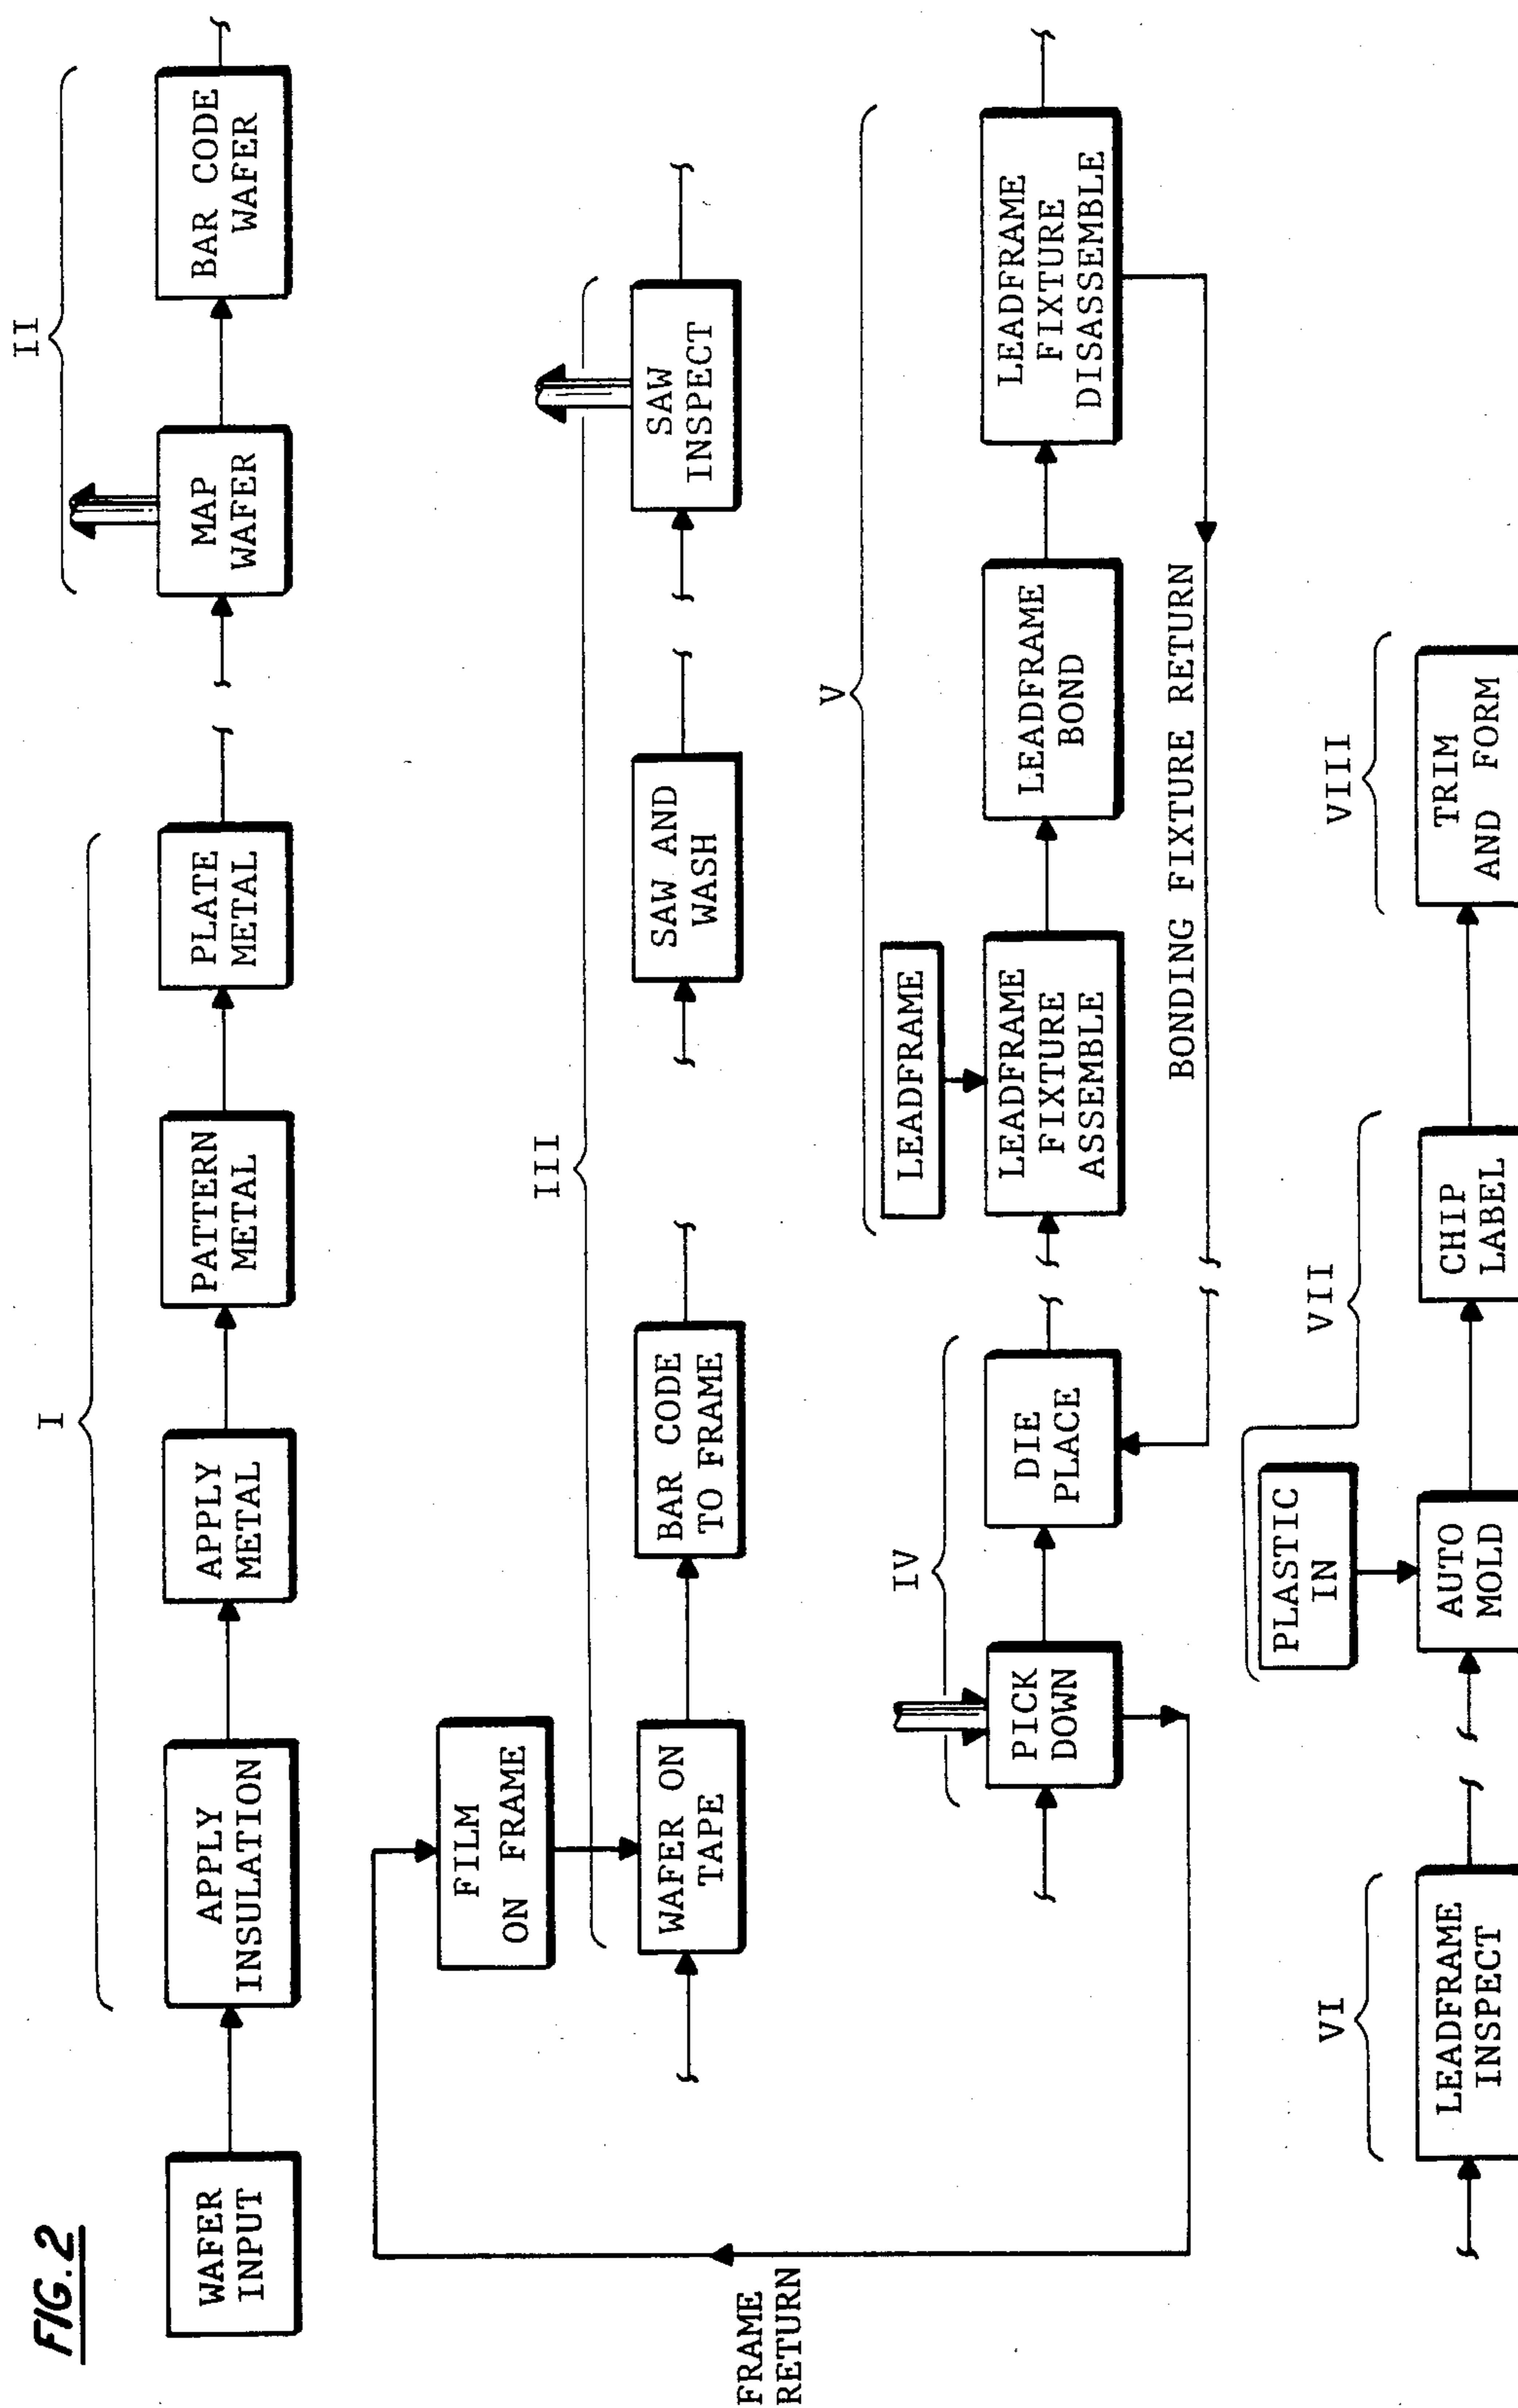 FIG.2
I
II
WAFER
INPUT
APPLY
INSULATION
APPLY
METAL
PATTERN
METAL
PLATE
METAL
MAP
WAFER
BAR CODE
WAFER
FILM
ON FRAME
III
WAFER ON
TAPE
BAR CODE
TO FRAME
SAW AND
WASH
SAW
INSPECT
FRAME
RETURN
IV
PICK
DOWN
DIE
PLACE
V
LEADFRAME
LEADFRAME
FIXTURE
ASSEMBLE
LEADFRAME
BOND
LEADFRAME
FIXTURE
DISASSEMBLE
BONDING FIXTURE RETURN
VI
LEADFRAME
INSPECT
VII
PLASTIC
IN
AUTO
MOLD
CHIP
LABEL
VIII
TRIM
AND FORM